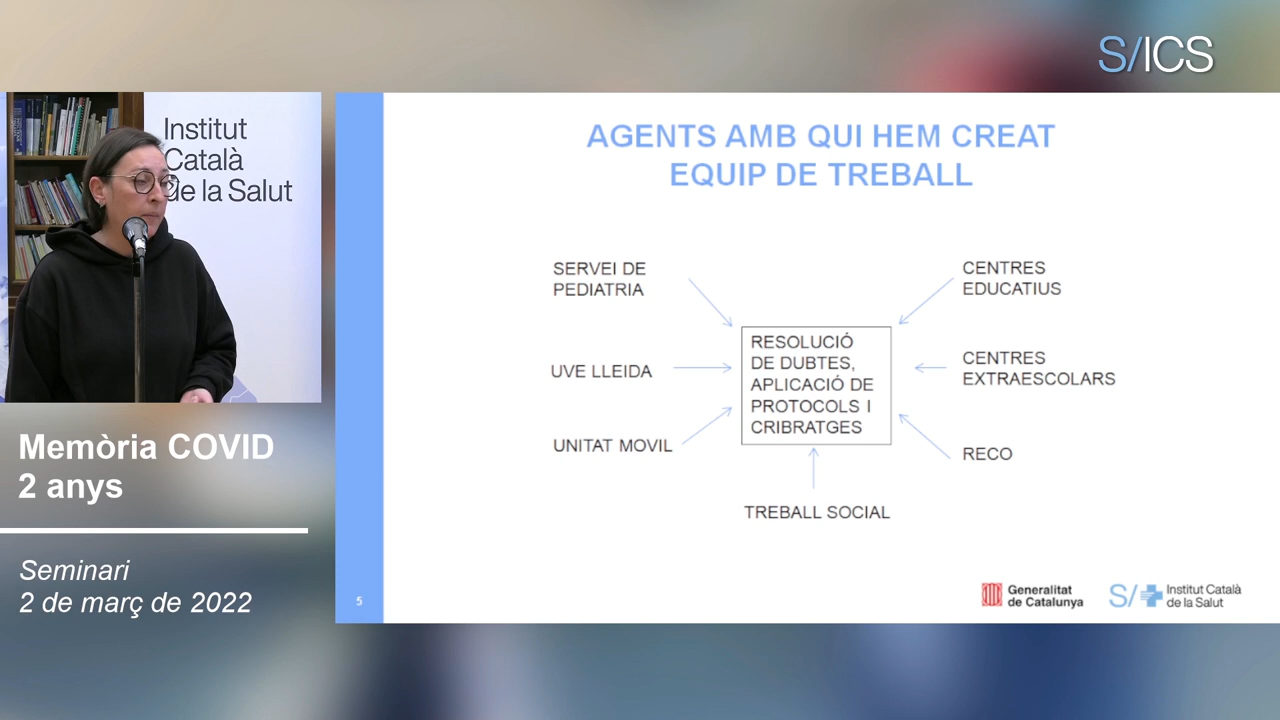 S/ICS
Institut
Català
de la Salut
Memòria COVID
2 anys
Seminari
2 de març de 2022
AGENTS AMB QUI HEM CREAT
EQUIP DE TREBALL
SERVEI DE
PEDIATRIA
UVE LLEIDA
UNITAT MOVIL
RESOLUCIÓ
DE DUBTES,
APLICACIÓ DE
PROTOCOLS I
CRIBRATGES
TREBALL SOCIAL
CENTRES
EDUCATIUS
CENTRES
EXTRAESCOLARS
RECO
5
Generalitat
de Catalunya
S/
Institut Català
de la Salut